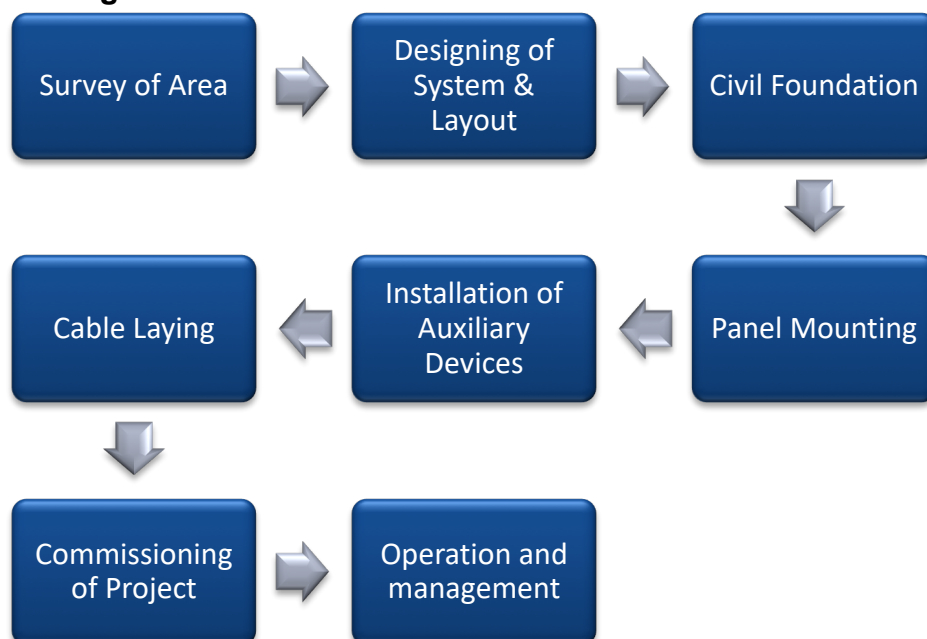 Survey of Area
Designing of
System &
Layout
Civil Foundation
Panel Mounting
Installation of
Auxiliary
Devices
Cable Laying
Commissioning
of Project
Operation and
management